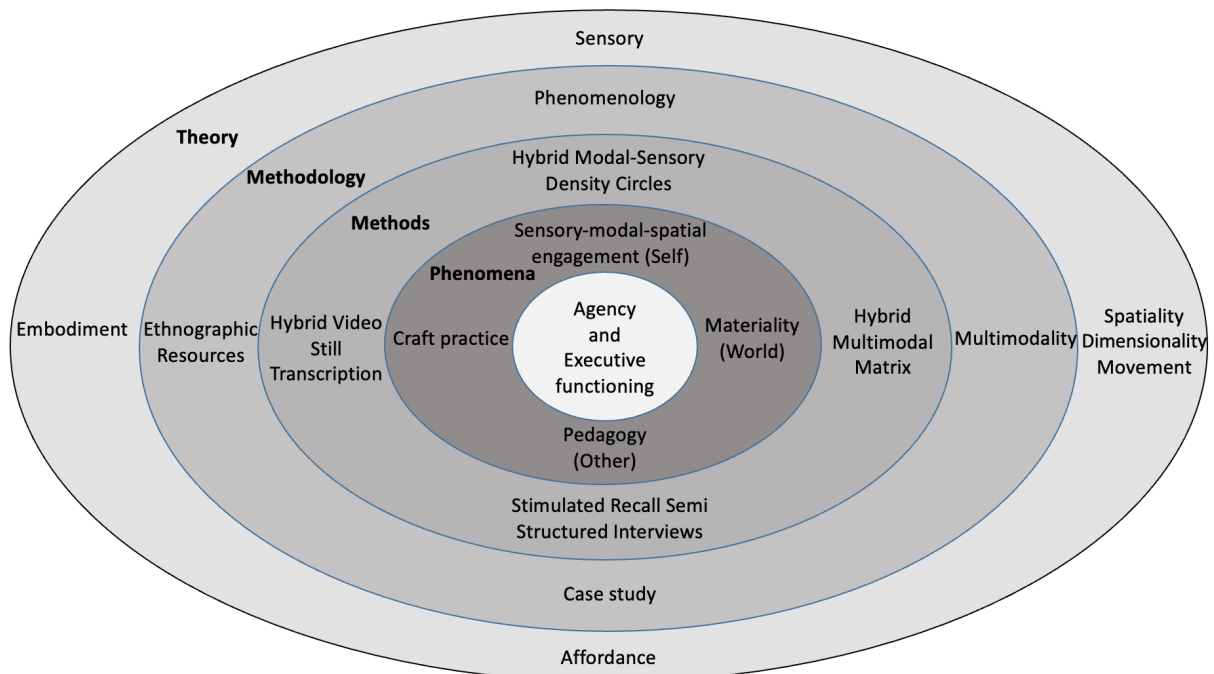 Sensory
Phenomenology
Theory
Methodology
Hybrid Modal-Sensory
Density Circles
Methods
Sensory-modal-spatial
engagement (Self)
Phenomena
Embodiment
Ethnographic
Resources
Hybrid Video
Still
Transcription
Craft practice
Agency
and
Executive
functioning
Materiality
(World)
Hybrid
Multimodal
Matrix
Multimodality
Spatiality
Dimensionality
Movement
Pedagogy
(Other)
Stimulated Recall Semi
Structured Interviews
Case study
Affordance